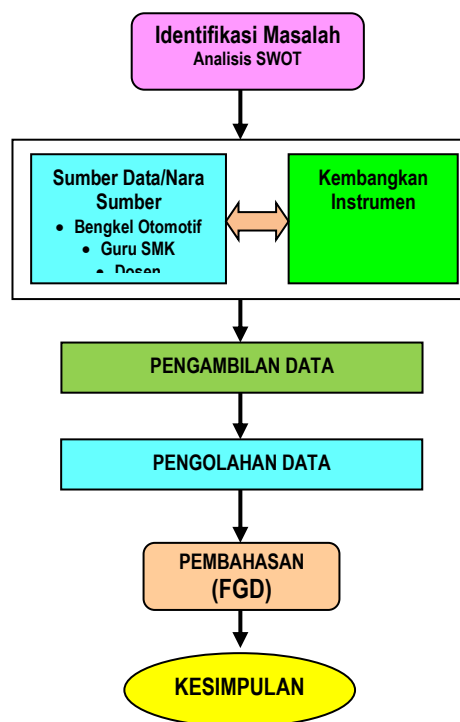 Identifikasi Masalah
Analisis SWOT
Sumber Data/Nara
Sumber
• Bengkel Otomotif
• Guru SMK
• Dosen
Kembangkan
Instrumen
PENGAMBILAN DATA
PENGOLAHAN DATA
PEMBAHASAN
(FGD)
KESIMPULAN